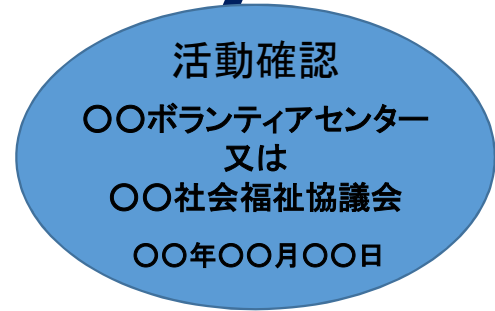 活動確認
〇〇ボランティアセンター
又は
〇〇社会福祉協議会
〇〇年〇〇月〇〇日